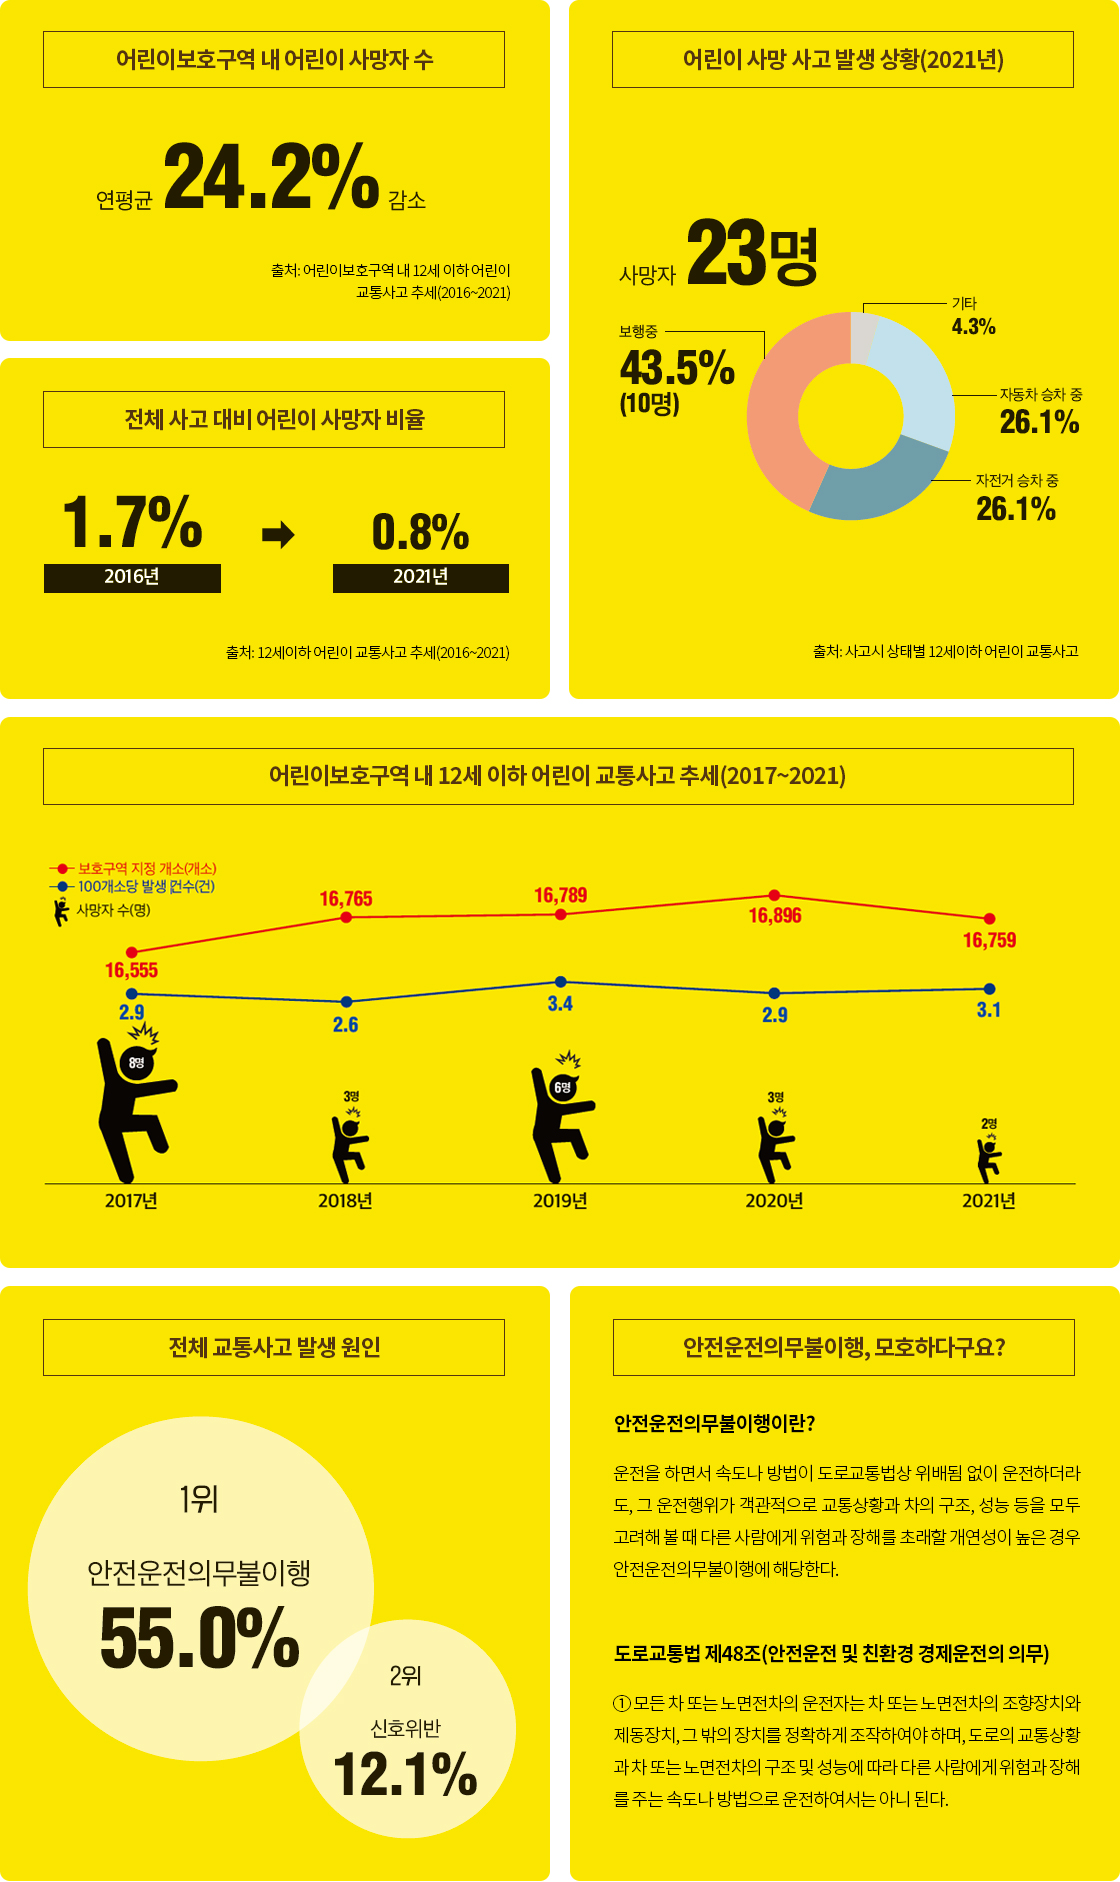 어린이보호구역 내 어린이 사망자 수
연평균 24.2% 감소
출처: 어린이보호구역 내 12세 이하 어린이
교통사고 추세(2016~2021)
어린이 사망 사고 발생 상황(2021년)
사망자 23명
보행중
43.5%
(10명)
기타
4.3%
자동차 승차 중
26.1%
자전거 승차 중
26.1%
출처: 사고시 상태별 12세이하 어린이 교통사고
전체 사고 대비 어린이 사망자 비율
1.7% 0.8%
2016년 2021년
출처: 12세이하 어린이 교통사고 추세(2016~2021)
어린이보호구역 내 12세 이하 어린이 교통사고 추세(2017~2021)
보호구역 지정 개소(개소)
100개소당 발생 건수(건)
사망자 수(명)
16,555 16,765 16,789 16,896 16,759
2.9 2.6 3.4 2.9 3.1
8명 3명 6명 3명 2명
2017년 2018년 2019년 2020년 2021년
전체 교통사고 발생 원인
1위
안전운전의무불이행
55.0%
2위
신호위반
12.1%
안전운전의무불이행, 모호하다구요?
안전운전의무불이행이란?
운전을 하면서 속도나 방법이 도로교통법상 위배됨 없이 운전하더라
도, 그 운전행위가 객관적으로 교통상황과 차의 구조, 성능 등을 모두
고려해 볼 때 다른 사람에게 위험과 장해를 초래할 개연성이 높은 경우
안전운전의무불이행에 해당한다.
도로교통법 제48조(안전운전 및 친환경 경제운전의 의무)
① 모든 차 또는 노면전차의 운전자는 차 또는 노면전차의 조향장치와
제동장치, 그 밖의 장치를 정확하게 조작하여야 하며, 도로의 교통상황
과 차 또는 노면전차의 구조 및 성능에 따라 다른 사람에게 위험과 장해
를 주는 속도나 방법으로 운전하여서는 아니 된다.